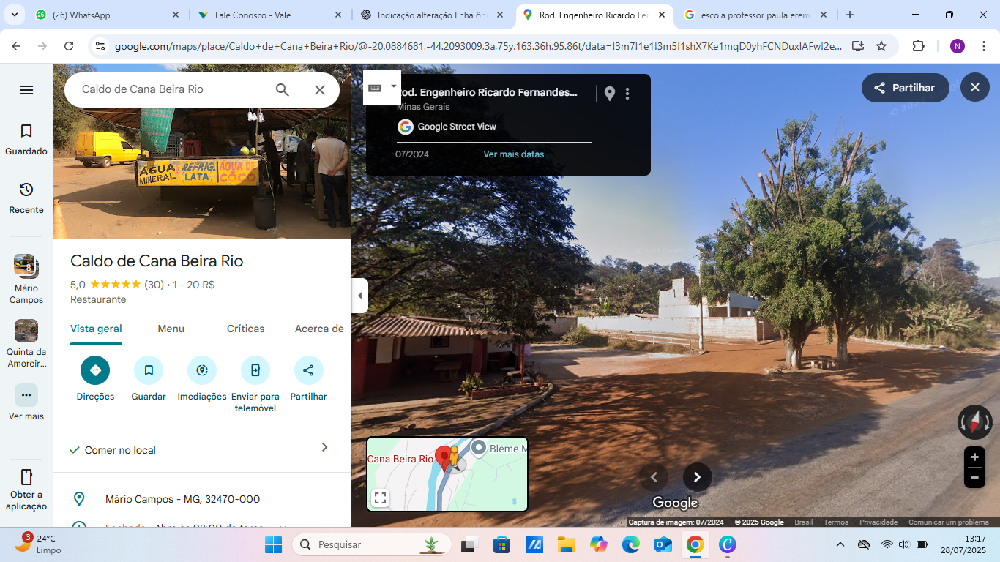 (26) WhatsApp
Fale Conosco - Vale
Indicação alteração linha ôni
Rod. Engenheiro Ricardo Fer
escola professor paula erem
google.com/maps/place/Caldo+de+Cana+Beira+Rio/@-20.0884681,-44.2093009,3a,75y,163.36h,95.86t/data=!3m7!1e1!3m5!1shX7Ke1mqD0yhFCNDuxIAFw!2e...
N
Caldo de Cana Beira Rio
Guardado
Recente
8
Mário
Campos
Quinta da
Amoreir...
Ver mais
Obter a
aplicação
ÁGUA
MINERAL
REFRIG.
(LATA)
ÁGUA DE
CÔCO
Caldo de Cana Beira Rio
5,0 (30) · 1 - 20 R$
Restaurante
Vista geral Menu Críticas Acerca de
Direções
Guardar
Imediações
Enviar para
telemóvel
Partilhar
Comer no local
Mário Campos - MG, 32470-000
Rod. Engenheiro Ricardo Fernandes...
Minas Gerais
Google Street View
07/2024 Ver mais datas
Partilhar
Cana Beira Rio
Bleme M
Google
Captura de imagem: 07/2024 © 2025 Google Brasil Termos Privacidade Comunicar um problema
3
24°C
Limpo
Pesquisar
13:17
28/07/2025